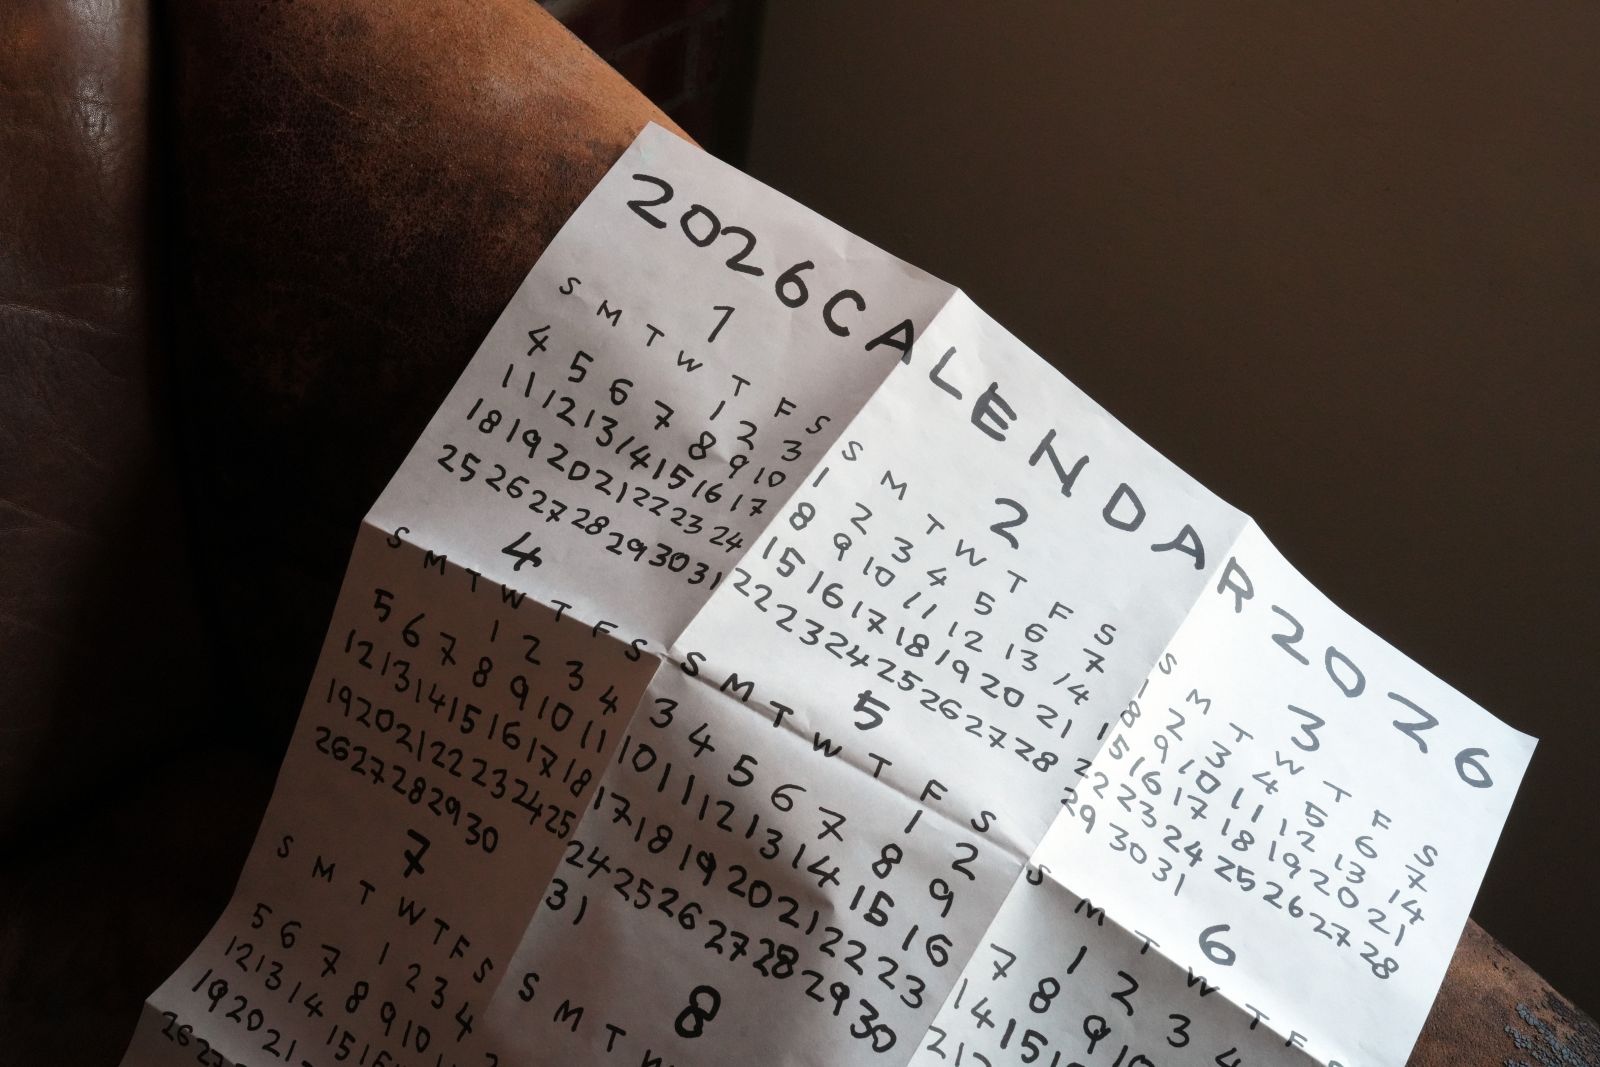 2026 CALENDAR 2026
1
S M T W T F S
1 2 3
4 5 6 7 8 9 10
11 12 13 14 15 16 17
18 19 20 21 22 23 24
25 26 27 28 29 30 31
2
S M T W T F S
1 2 3 4 5 6 7
8 9 10 11 12 13 14
15 16 17 18 19 20 21
22 23 24 25 26 27 28
3
S M T W T F S
1 2 3 4 5 6 7
8 9 10 11 12 13 14
15 16 17 18 19 20 21
22 23 24 25 26 27 28
29 30 31
4
S M T W T F S
1 2 3 4
5 6 7 8 9 10 11
12 13 14 15 16 17 18
19 20 21 22 23 24 25
26 27 28 29 30
5
S M T W T F S
1 2
3 4 5 6 7 8 9
10 11 12 13 14 15 16
17 18 19 20 21 22 23
24 25 26 27 28 29 30
31
6
S M T W T F S
1 2 3 4
7 8 9 10
14 15
21
7
S M T W T F S
1 2 3 4
5 6 7 8 9 10
12 13 14 15 16
19 20 21
26 27
8
S M T W